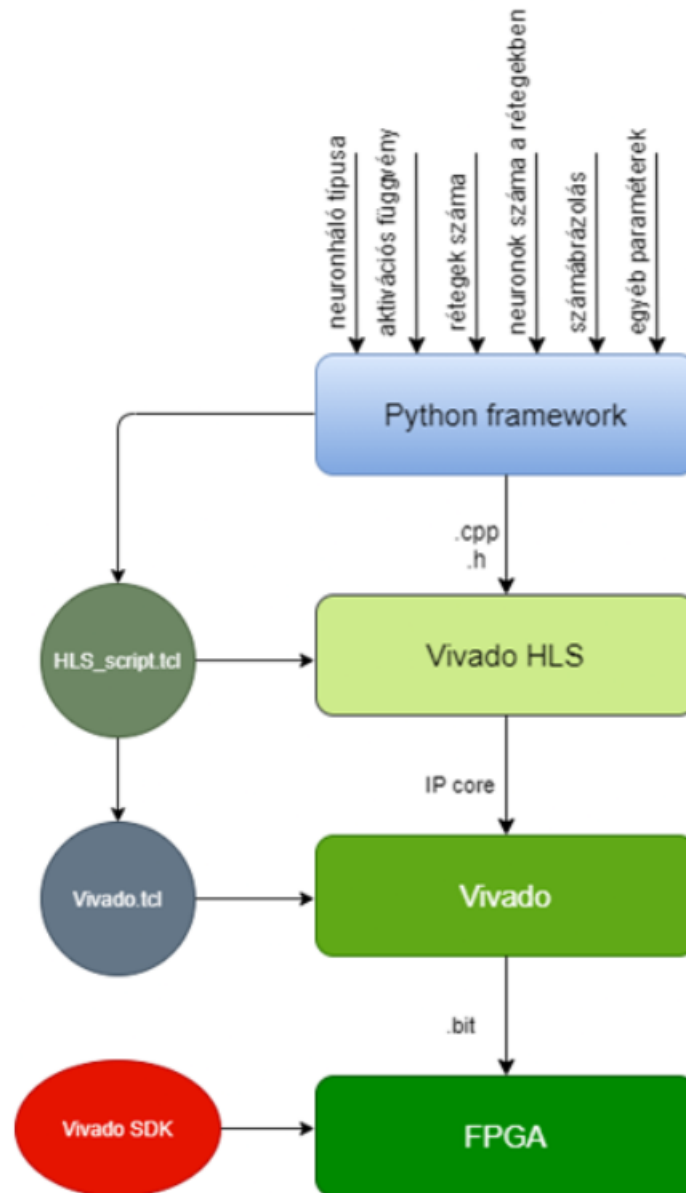 neuronháló típusa
aktivációs függvény
rétegek száma
neuronok száma a rétegekben
számábrázolás
egyéb paraméterek
Python framework
.cpp
.h
HLS_script.tcl
Vivado HLS
IP core
Vivado.tcl
Vivado
.bit
Vivado SDK
FPGA